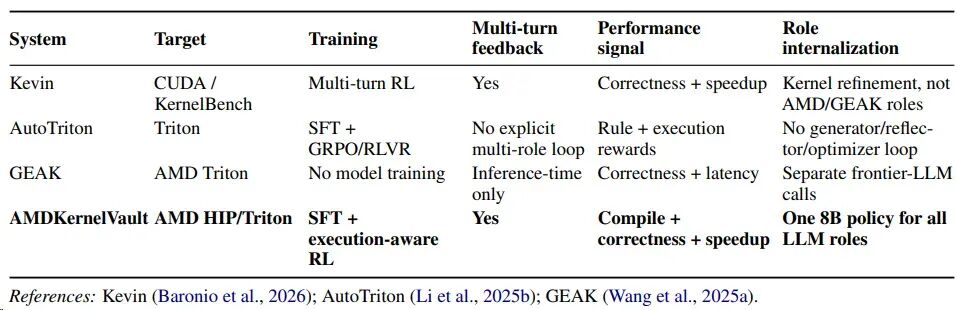 System Target Training Multi-turn feedback Performance signal Role internalization
Kevin CUDA / KernelBench Multi-turn RL Yes Correctness + speedup Kernel refinement, not AMD/GEAK roles
AutoTriton Triton SFT + GRPO/RLVR No explicit multi-role loop Rule + execution rewards No generator/reflec-tor/optimizer loop
GEAK AMD Triton No model training Inference-time only Correctness + latency Separate frontier-LLM calls
AMDKernelVault AMD HIP/Triton SFT + execution-aware RL Yes Compile + correctness + speedup One 8B policy for all LLM roles
References: Kevin (Baronio et al., 2026); AutoTriton (Li et al., 2025b); GEAK (Wang et al., 2025a).